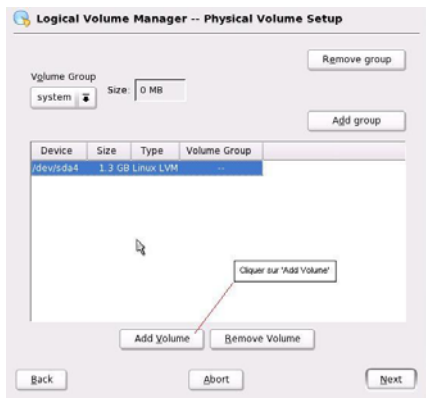 Logical Volume Manager -- Physical Volume Setup
Remove group
Volume Group
system
Size: 0 MB
Add group
Device Size Type Volume Group
/dev/sda4 1.3 GB Linux LVM --
Cliquer sur 'Add Volume'
Add Volume Remove Volume
Back Abort Next